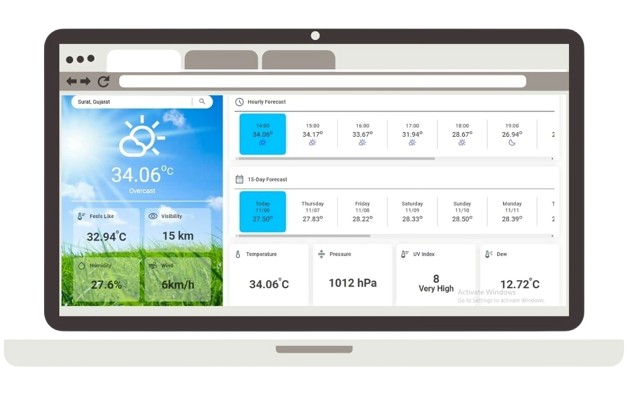 Surat, Gujarat
34.06°C
Overcast
Feels Like
32.94°C
Visibility
15 km
Humidity
27.6%
Wind
6km/h
Hourly Forecast
14:00
34.06°
15:00
34.17°
16:00
33.67°
17:00
31.94°
18:00
28.67°
19:00
26.94°
2
15-Day Forecast
Today
11/06
27.50°
Thursday
11/07
27.83°
Friday
11/08
28.22°
Saturday
11/09
28.33°
Sunday
11/10
28.50°
Monday
11/11
28.39°
T
1
2
Temperature
34.06°C
Pressure
1012 hPa
UV Index
8
Very High
Dew
12.72°C
Activate Windows
Go to Settings to activate Windows.